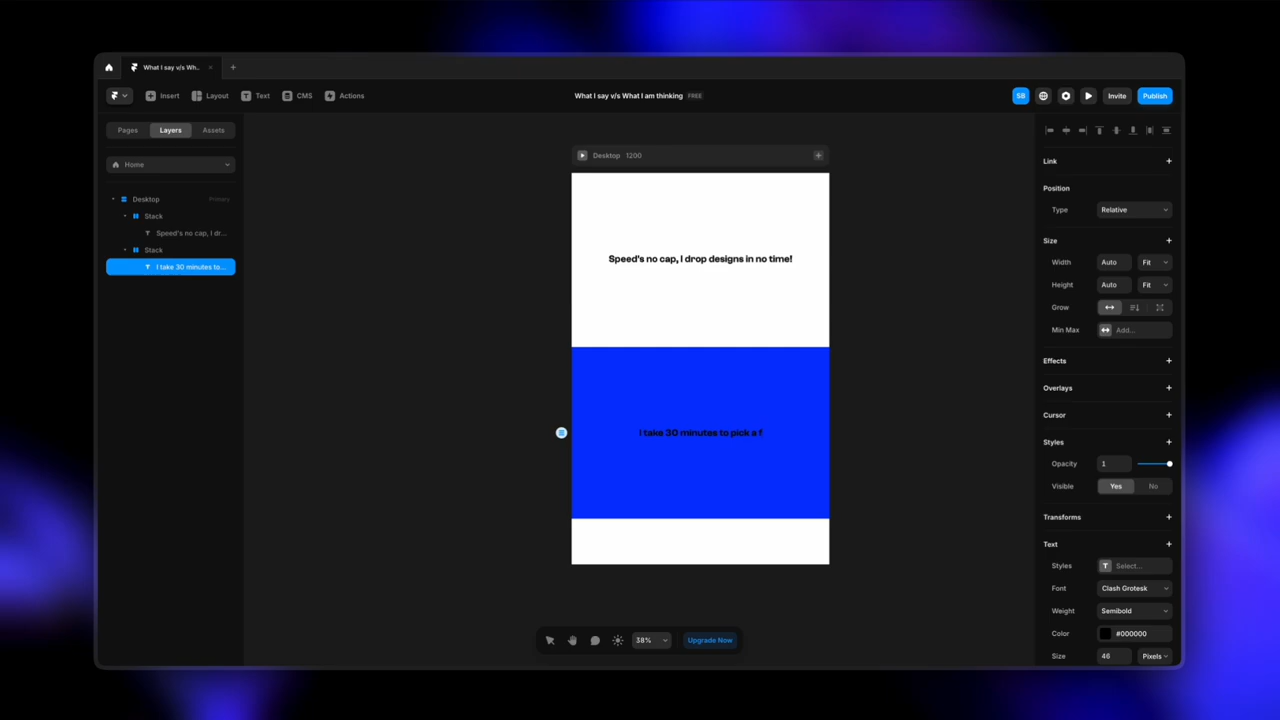 What I say v/s Wh..
Insert
Layout
Text
CMS
Actions
What I say v/s What I am thinking FREE
SB
Invite
Publish
Pages
Layers
Assets
Home
Desktop
Primary
Stack
Speed's no cap, I dr...
Stack
I take 30 minutes to...
Desktop 1200
Speed's no cap, I drop designs in no time!
I take 30 minutes to pick a f
38%
Upgrade Now
Link
Position
Type Relative
Size
Width Auto Fit
Height Auto Fit
Grow
Min Max Add...
Effects
Overlays
Cursor
Styles
Opacity 1
Visible Yes No
Transforms
Text
Styles T Select...
Font Clash Grotesk
Weight Semibold
Color #000000
Size 46 Pixels